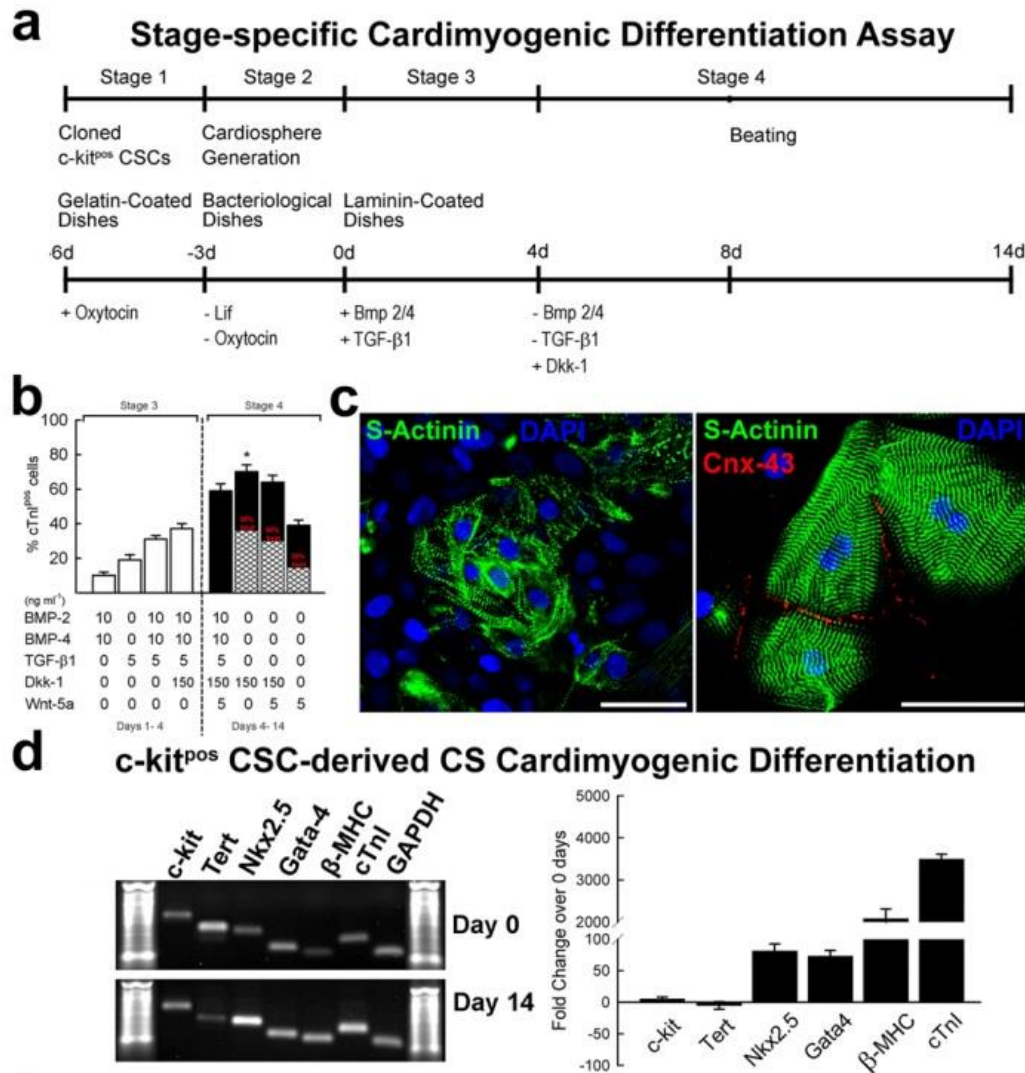 a
Stage-specific Cardimyogenic Differentiation Assay
Stage 1 Stage 2 Stage 3 Stage 4
Cloned
c-kitpos CSCs
Cardiosphere
Generation
Beating
Gelatin-Coated
Dishes
Bacteriological
Dishes
Laminin-Coated
Dishes
-6d -3d 0d 4d 8d 14d
+ Oxytocin
- Lif
- Oxytocin
+ Bmp 2/4
+ TGF-β1
- Bmp 2/4
- TGF-β1
+ Dkk-1
b
Stage 3 Stage 4
% cTnIpos cells
100
80
60
40
20
*
(ng ml-1)
BMP-2 10 0 10 10 10 0 0 0
BMP-4 10 0 10 10 10 0 0 0
TGF-β1 0 5 5 5 5 0 0 0
Dkk-1 0 0 0 150 150 150 150 0
Wnt-5a 0 0 0 0 5 0 5 5
Days 1- 4 Days 4- 14
c
S-Actinin DAPI
S-Actinin DAPI
Cnx-43
d
c-kitpos CSC-derived CS Cardimyogenic Differentiation
c-kit Tert Nkx2.5 Gata-4 β-MHC cTnI GAPDH
Day 0
Day 14
Fold Change over 0 days
5000
3000
2000
100
50
0
-50
-100
c-kit Tert Nkx2.5 Gata4 β-MHC cTnI